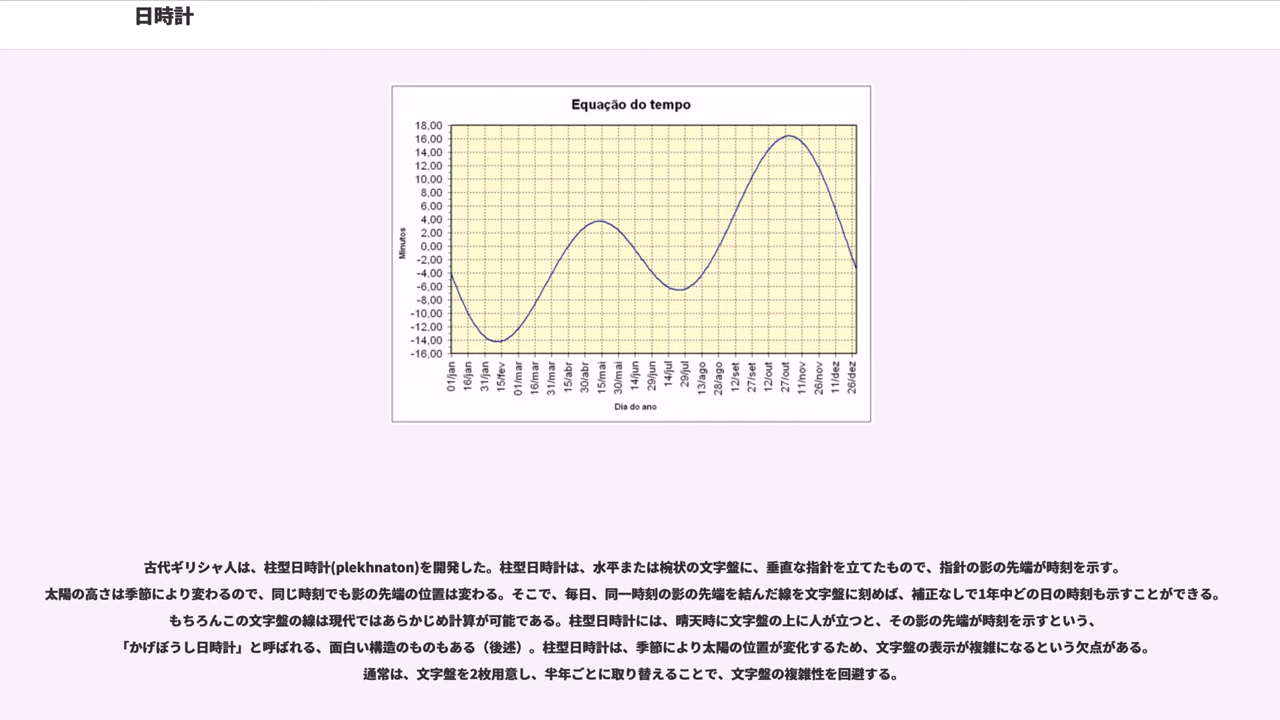 日時計
Equação do tempo
18,00
16,00
14,00
12,00
10,00
8,00
6,00
4,00
2,00
0,00
-2,00
-4,00
-6,00
-8,00
-10,00
-12,00
-14,00
-16,00
Minutos
01/jan
16/jan
31/jan
15/fev
01/mar
16/mar
31/mar
15/abr
30/abr
15/mai
30/mai
14/jun
29/jun
14/jul
29/jul
13/ago
28/ago
12/set
27/set
12/out
27/out
11/nov
26/nov
11/dez
26/dez
Dia do ano
古代ギリシャ人は、柱型日時計(plekhnaton)を開発した。柱型日時計は、水平または椀状の文字盤に、垂直な指針を立てたもので、指針の影の先端が時刻を示す。
太陽の高さは季節により変わるので、同じ時刻でも影の先端の位置は変わる。そこで、毎日、同一時刻の影の先端を結んだ線を文字盤に刻めば、補正なしで1年中どの日の時刻も示すことができる。
もちろんこの文字盤の線は現代ではあらかじめ計算が可能である。柱型日時計には、晴天時に文字盤の上に人が立つと、その影の先端が時刻を示すという、
「かげぼうし日時計」と呼ばれる、面白い構造のものもある（後述）。柱型日時計は、季節により太陽の位置が変化するため、文字盤の表示が複雑になるという欠点がある。
通常は、文字盤を2枚用意し、半年ごとに取り替えることで、文字盤の複雑性を回避する。